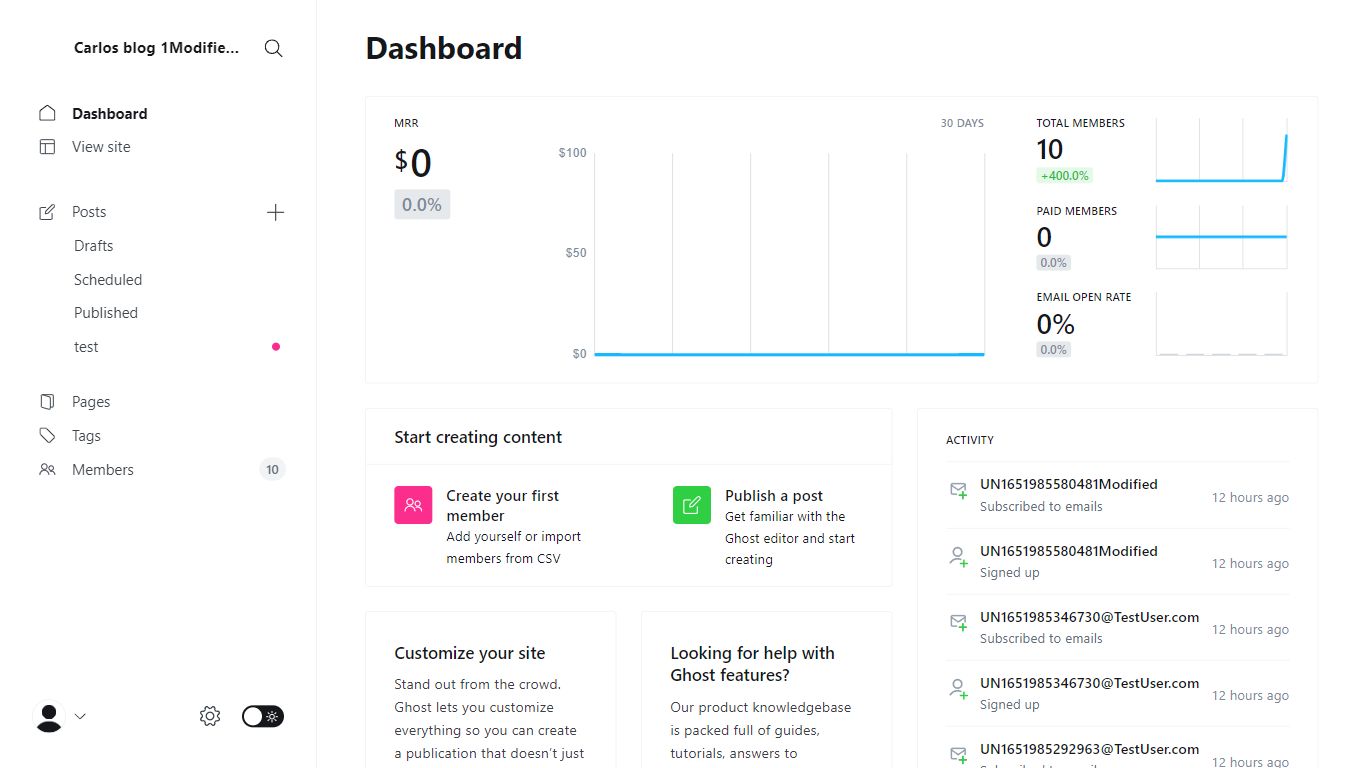 Carlos blog 1Modifie...
Dashboard
View site
Posts
Drafts
Scheduled
Published
test
Pages
Tags
Members
10
Dashboard
MRR
30 DAYS
$0
0.0%
$100
$50
$0
TOTAL MEMBERS
10
+400.0%
PAID MEMBERS
0
0.0%
EMAIL OPEN RATE
0%
0.0%
Start creating content
Create your first
member
Add yourself or import
members from CSV
Publish a post
Get familiar with the
Ghost editor and start
creating
Customize your site
Stand out from the crowd.
Ghost lets you customize
everything so you can create
a publication that doesn't just
Looking for help with
Ghost features?
Our product knowledgebase
is packed full of guides,
tutorials, answers to
ACTIVITY
UN1651985580481Modified
Subscribed to emails
12 hours ago
UN1651985580481Modified
Signed up
12 hours ago
UN1651985346730@TestUser.com
Subscribed to emails
12 hours ago
UN1651985346730@TestUser.com
Signed up
12 hours ago
UN1651985292963@TestUser.com
Subscribed to emails
12 hours ago